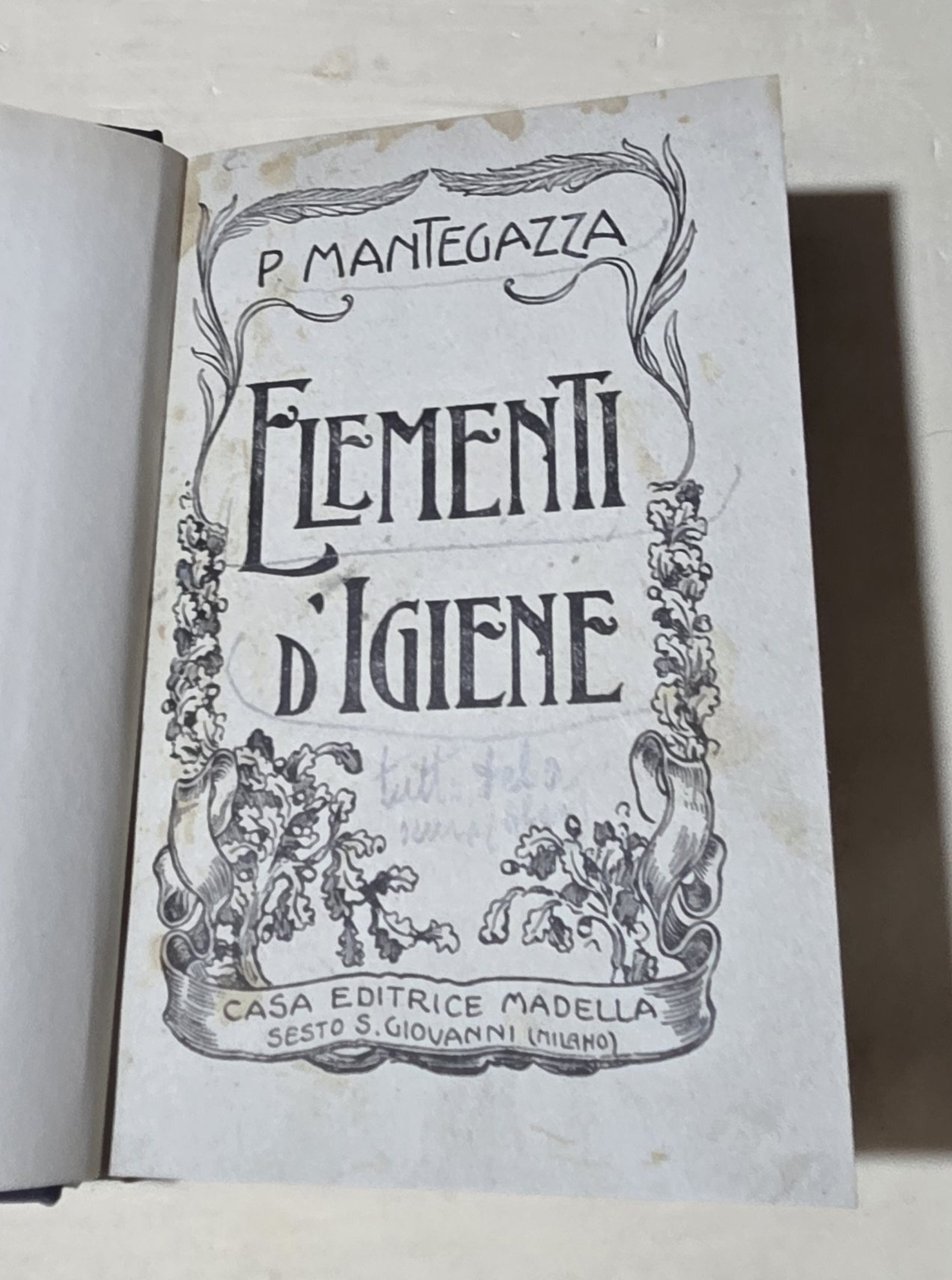 P. MANTEGAZZA
ELEMENTI
D'IGIENE
CASA EDITRICE MADELLA
SESTO S. GIOVANNI (MILANO)